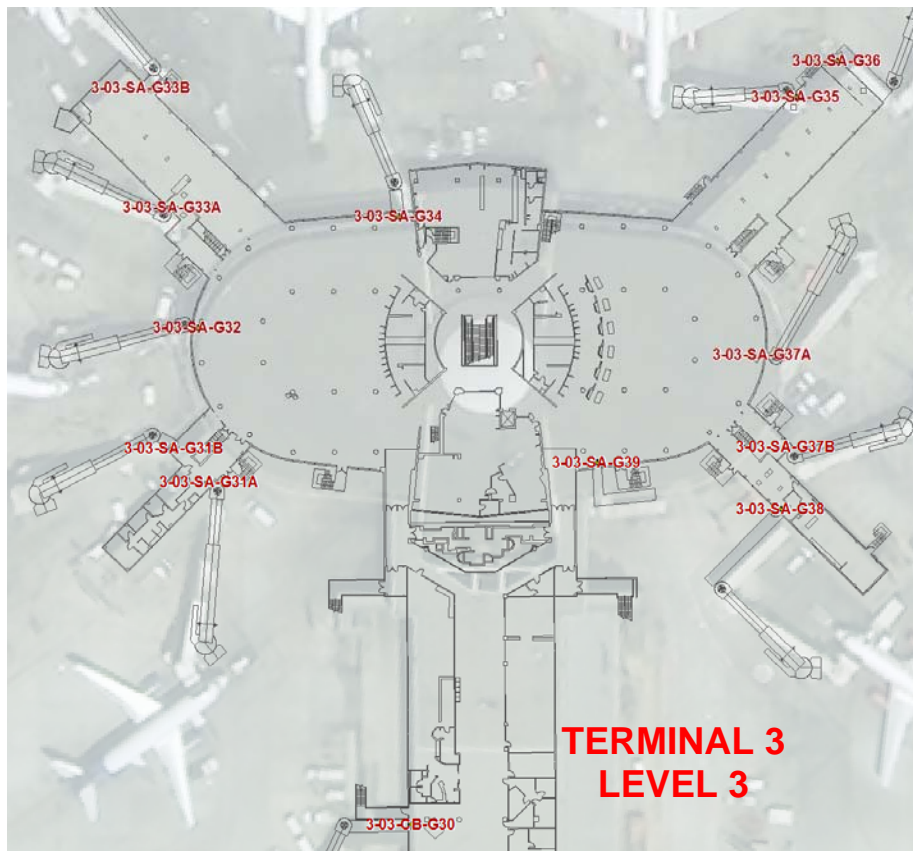 3-03-SA-G36
3-03-SA-G33B
3-03-SA-G35
3-03-SA-G33A
3-03-SA-G34
3-03-SA-G32
3-03-SA-G37A
3-03-SA-G31B
3-03-SA-G37B
3-03-SA-G39
3-03-SA-G31A
3-03-SA-G38
TERMINAL 3
LEVEL 3
3-03-CB-G30